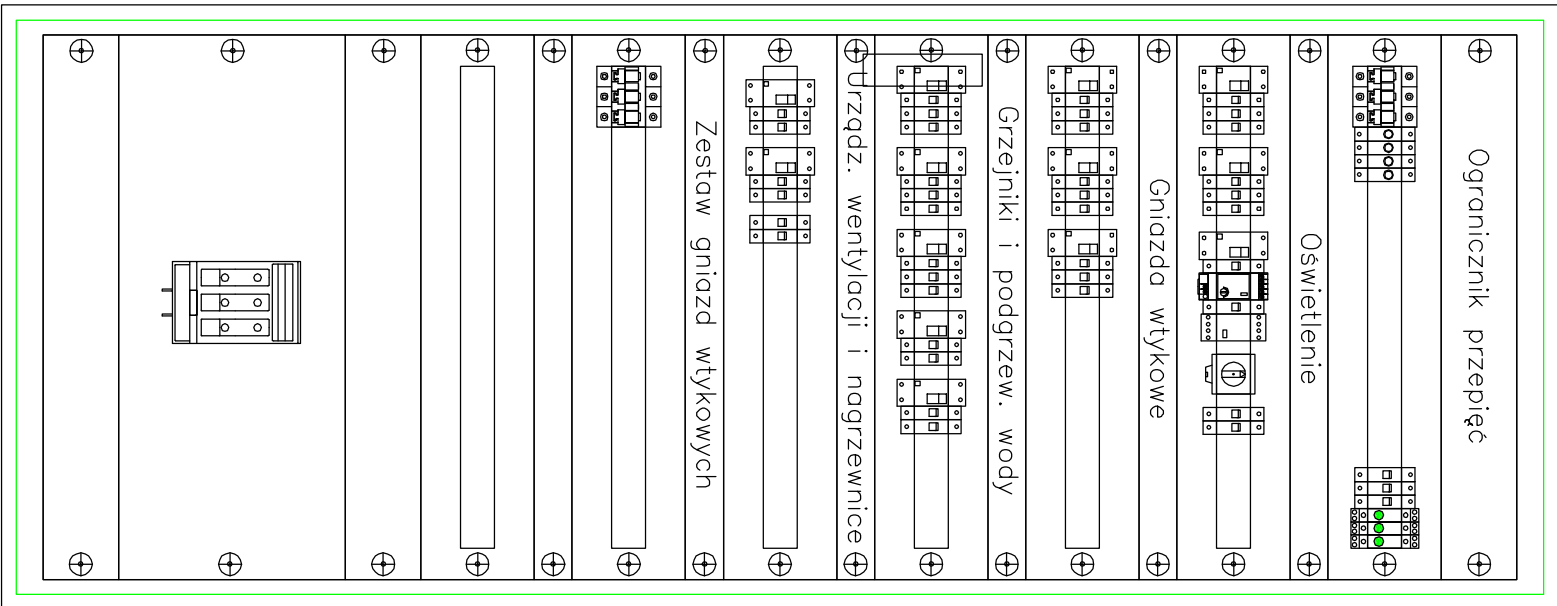 Zestaw gniazd wtykowych
Urządz. wentylacji i nagrzewnice
Grzejniki i podgrzew. wody
Gniazda wtykowe
Oświetlenie
Ogranicznik przepięć